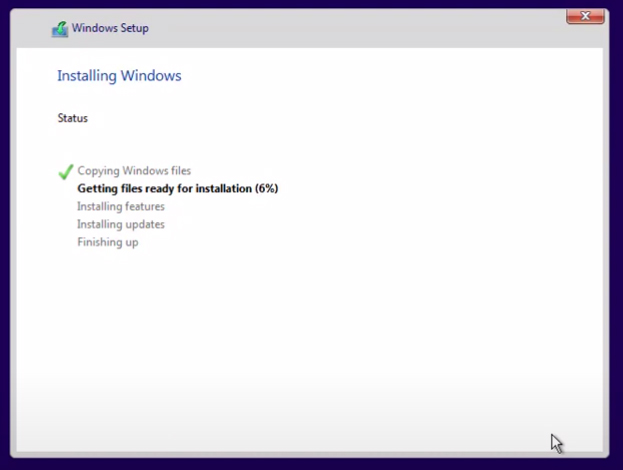 Windows Setup
Installing Windows
Status
Copying Windows files
Getting files ready for installation (6%)
Installing features
Installing updates
Finishing up